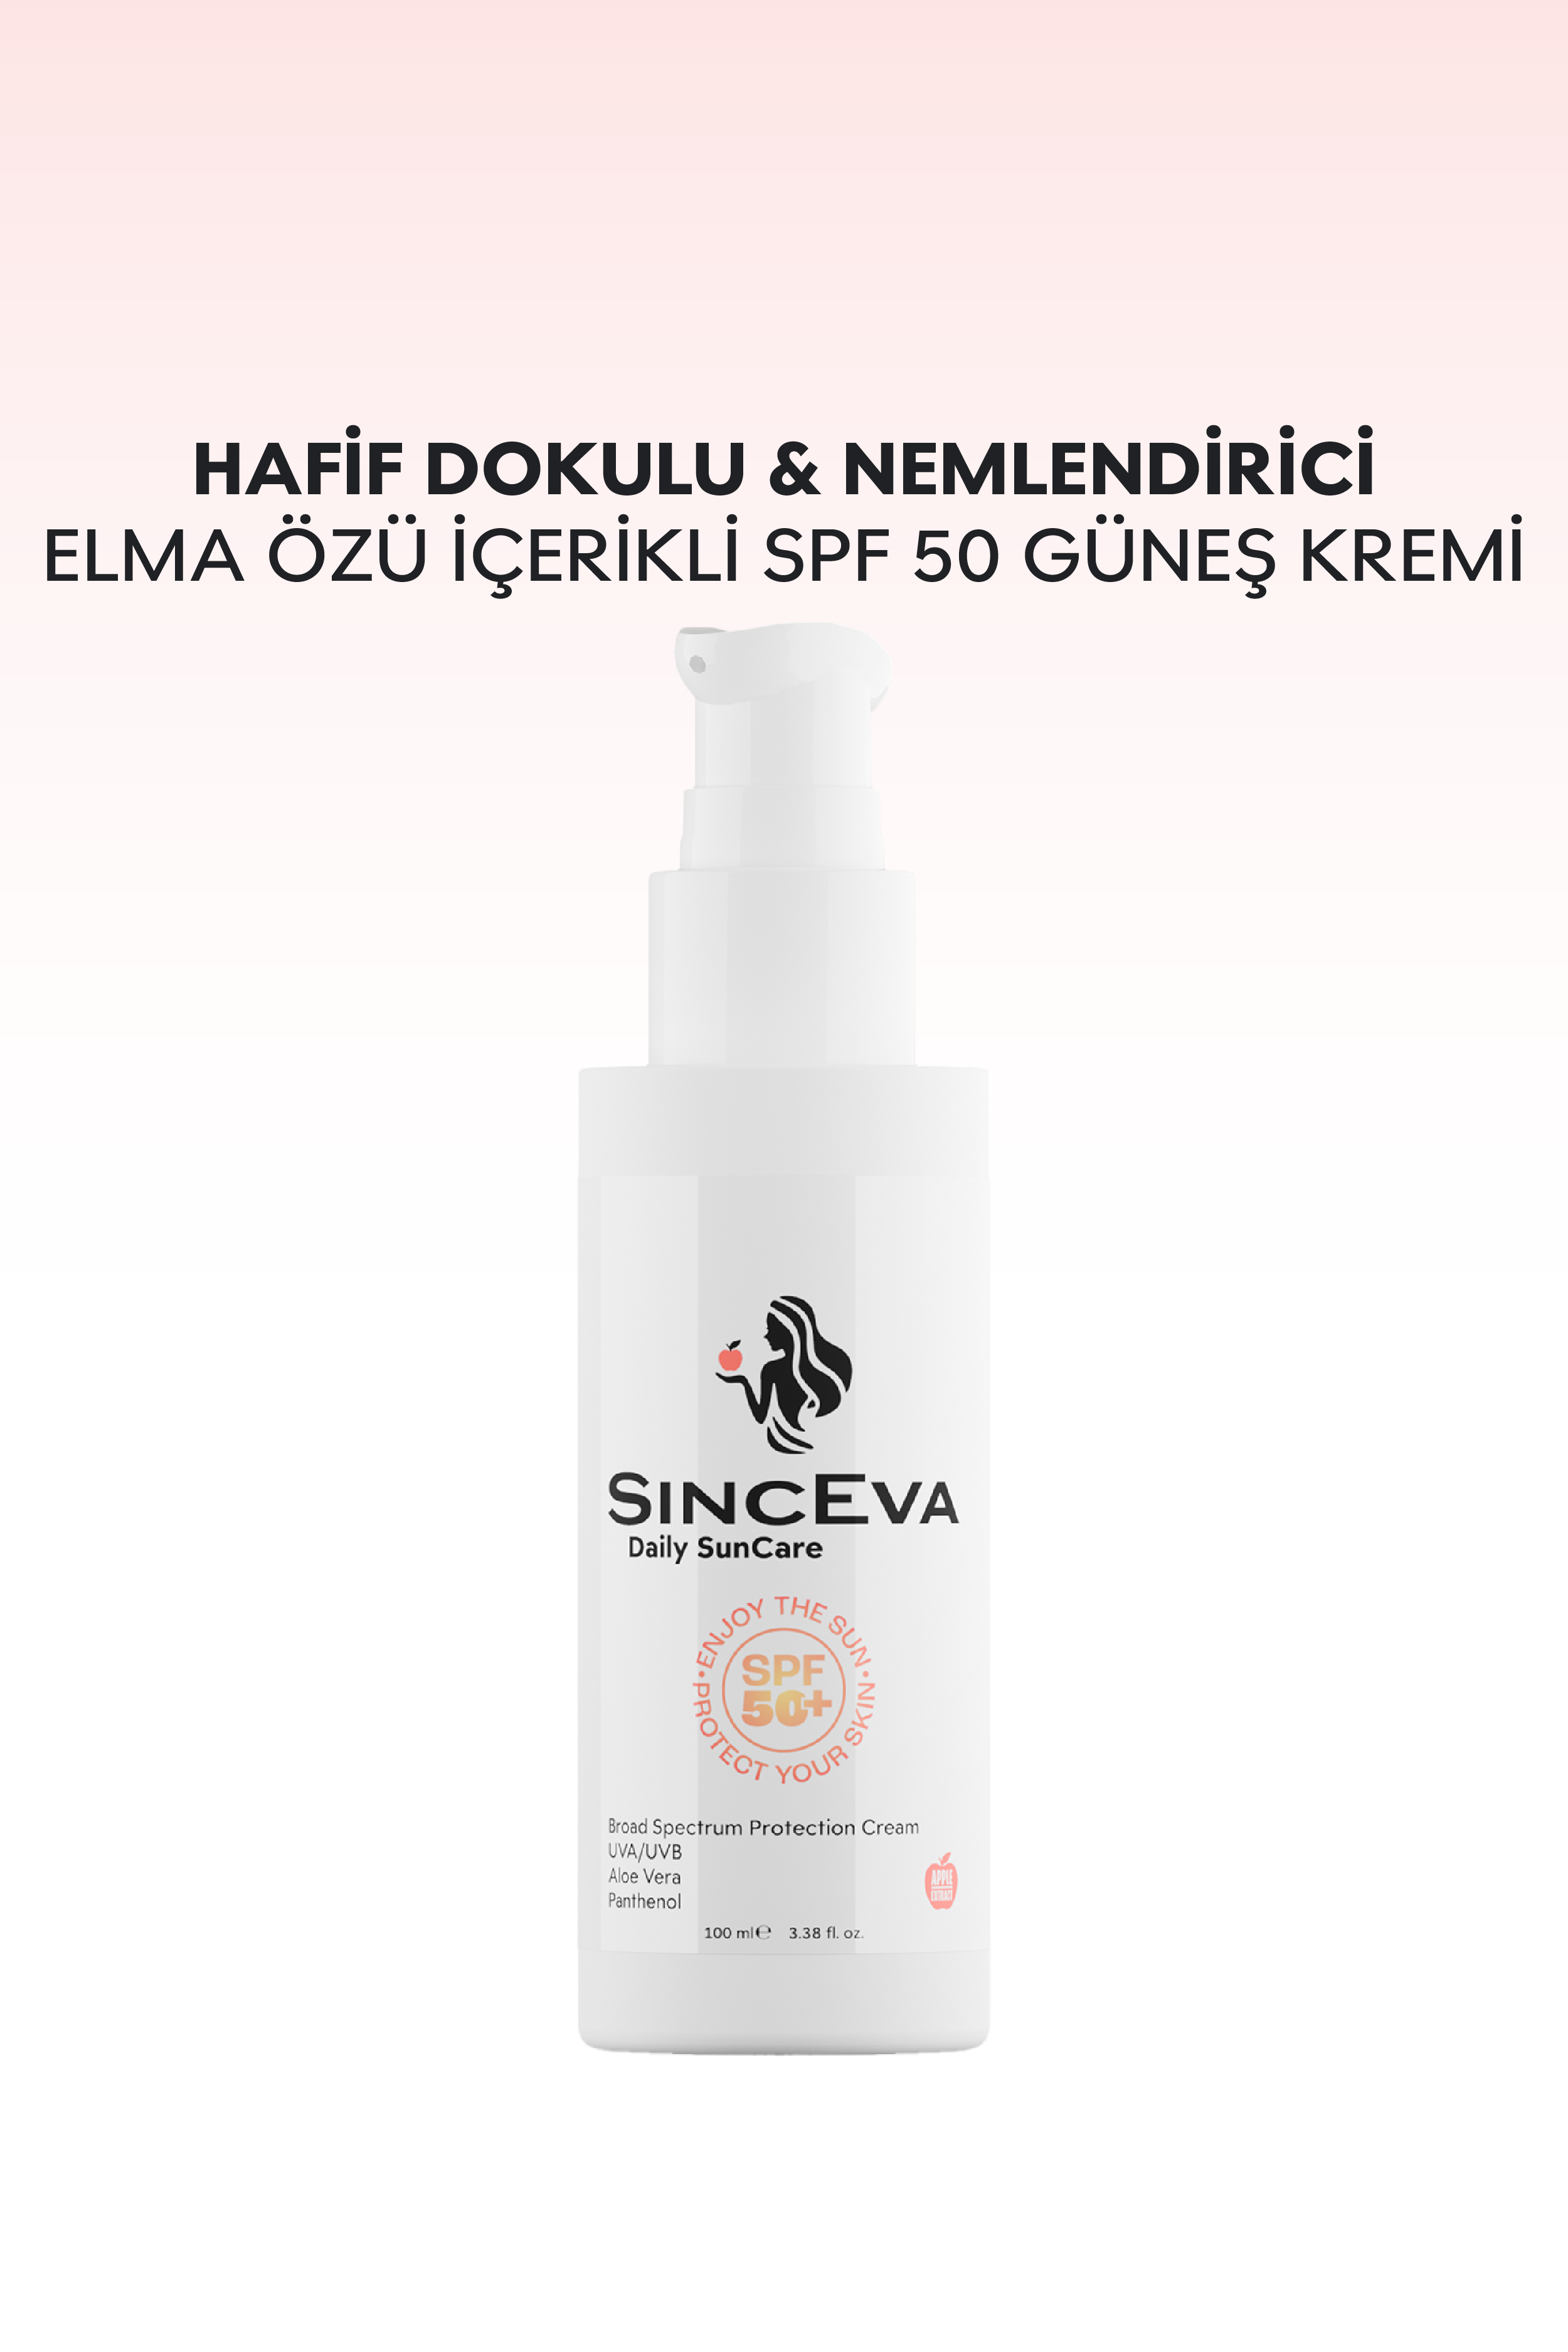 HAFİF DOKULU & NEMLENDİRİCİ
ELMA ÖZÜ İÇERİKLİ SPF 50 GÜNEŞ KREMİ
SINCEVA
Daily SunCare
• ENJOY THE SUN •
SPF
50+
PROTECT YOUR SKIN
Broad Spectrum Protection Cream
UVA/UVB
Aloe Vera
Panthenol
APPLE
EXTRACT
100 ml℮ 3.38 fl. oz.